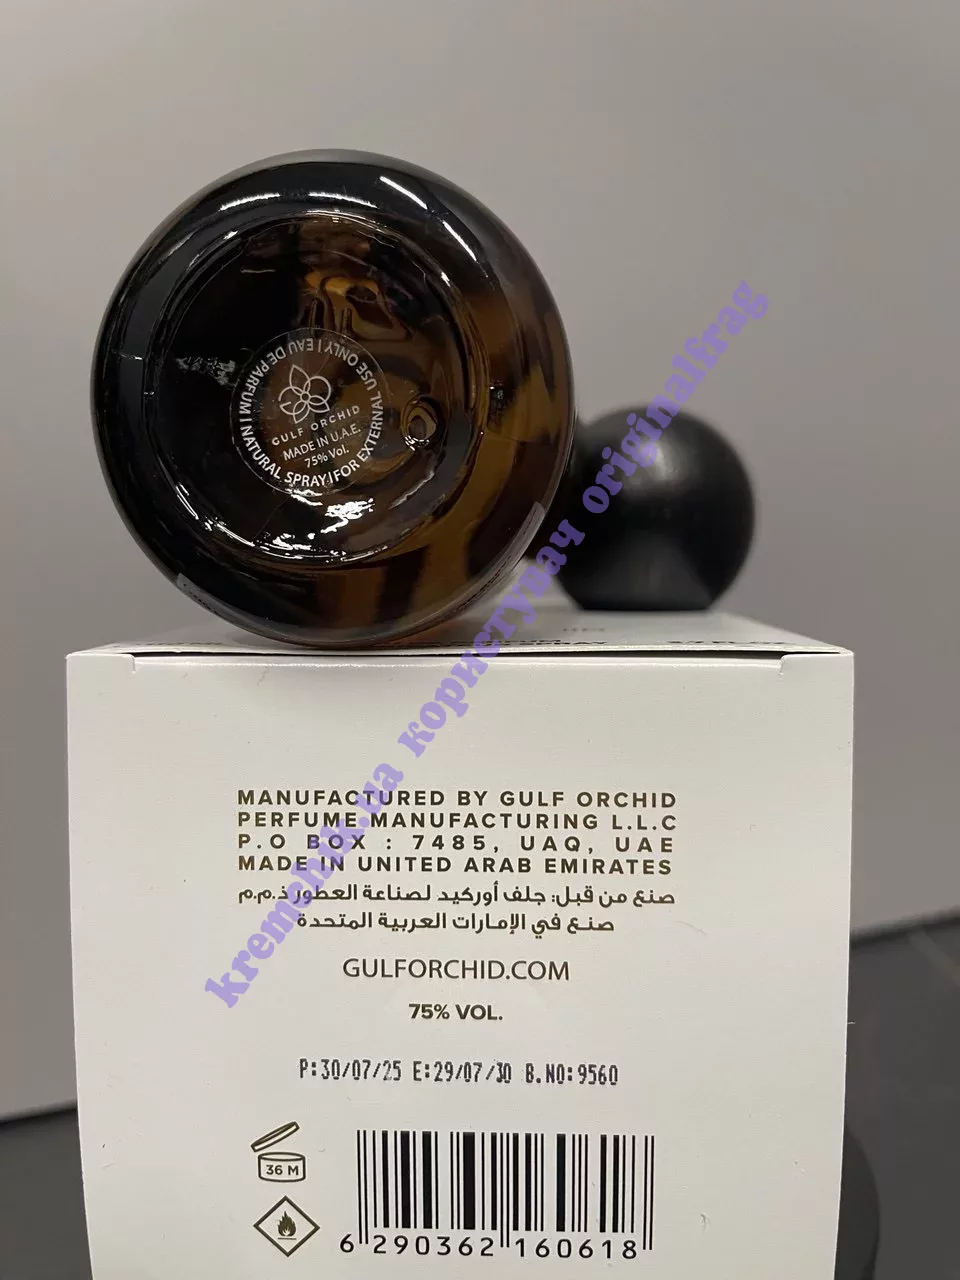 EAU DE PARFUM | NATURAL SPRAY | FOR EXTERNAL USE ONLY |
GULF ORCHID
MADE IN U.A.E.
75% Vol.
kremchik.ua користувач originalfrag
MANUFACTURED BY GULF ORCHID
PERFUME MANUFACTURING L.L.C
P.O BOX : 7485, UAQ, UAE
MADE IN UNITED ARAB EMIRATES
صنع من قبل: جلف أوركيد لصناعة العطور ذ.م.م
صنع في الإمارات العربية المتحدة
GULFORCHID.COM
75% VOL.
P:30/07/25 E:29/07/30 B.NO:9560
36 M
6 290362 160618